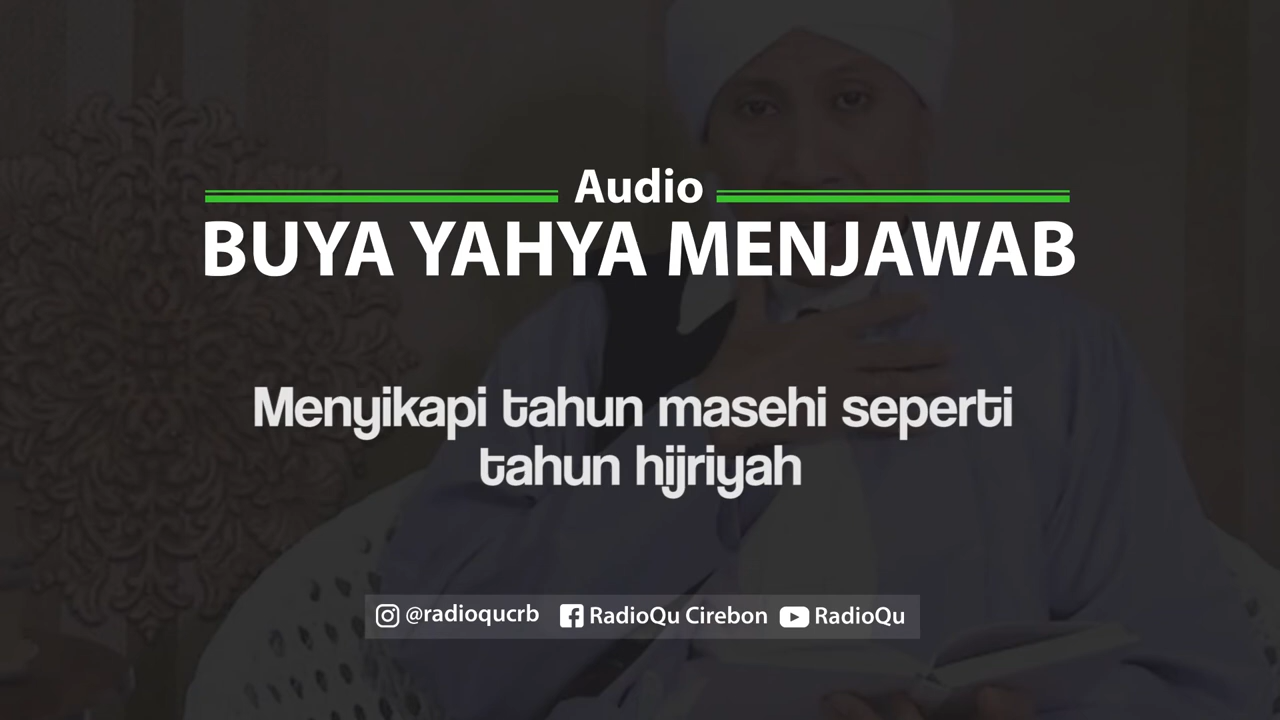 Audio
BUYA YAHYA MENJAWAB
Menyikapi tahun masehi seperti
tahun hijriyah
@radioqucrb RadioQu Cirebon RadioQu